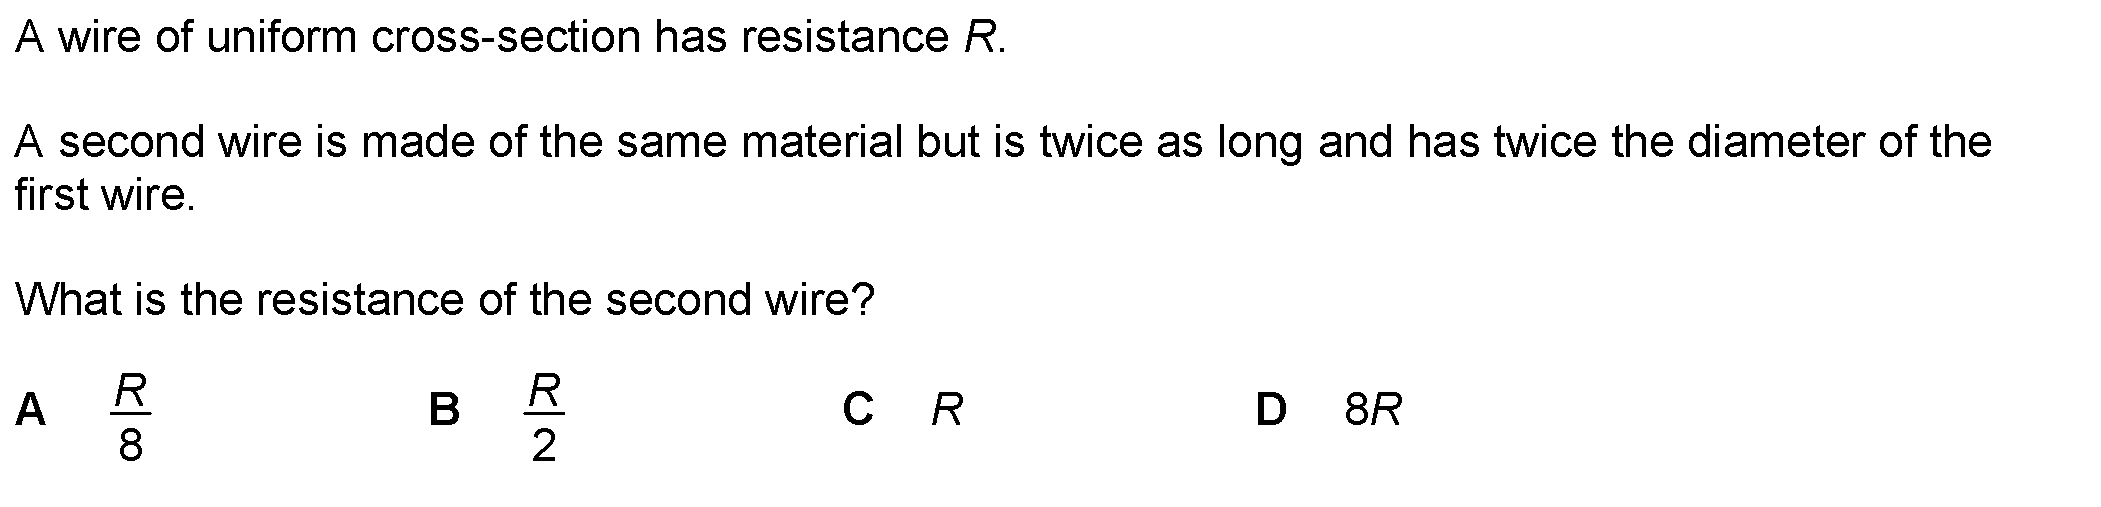 A wire of uniform cross-section has resistance R.
A second wire is made of the same material but is twice as long and has twice the diameter of the
first wire.
What is the resistance of the second wire?
A R/8 B R/2 C R D 8R